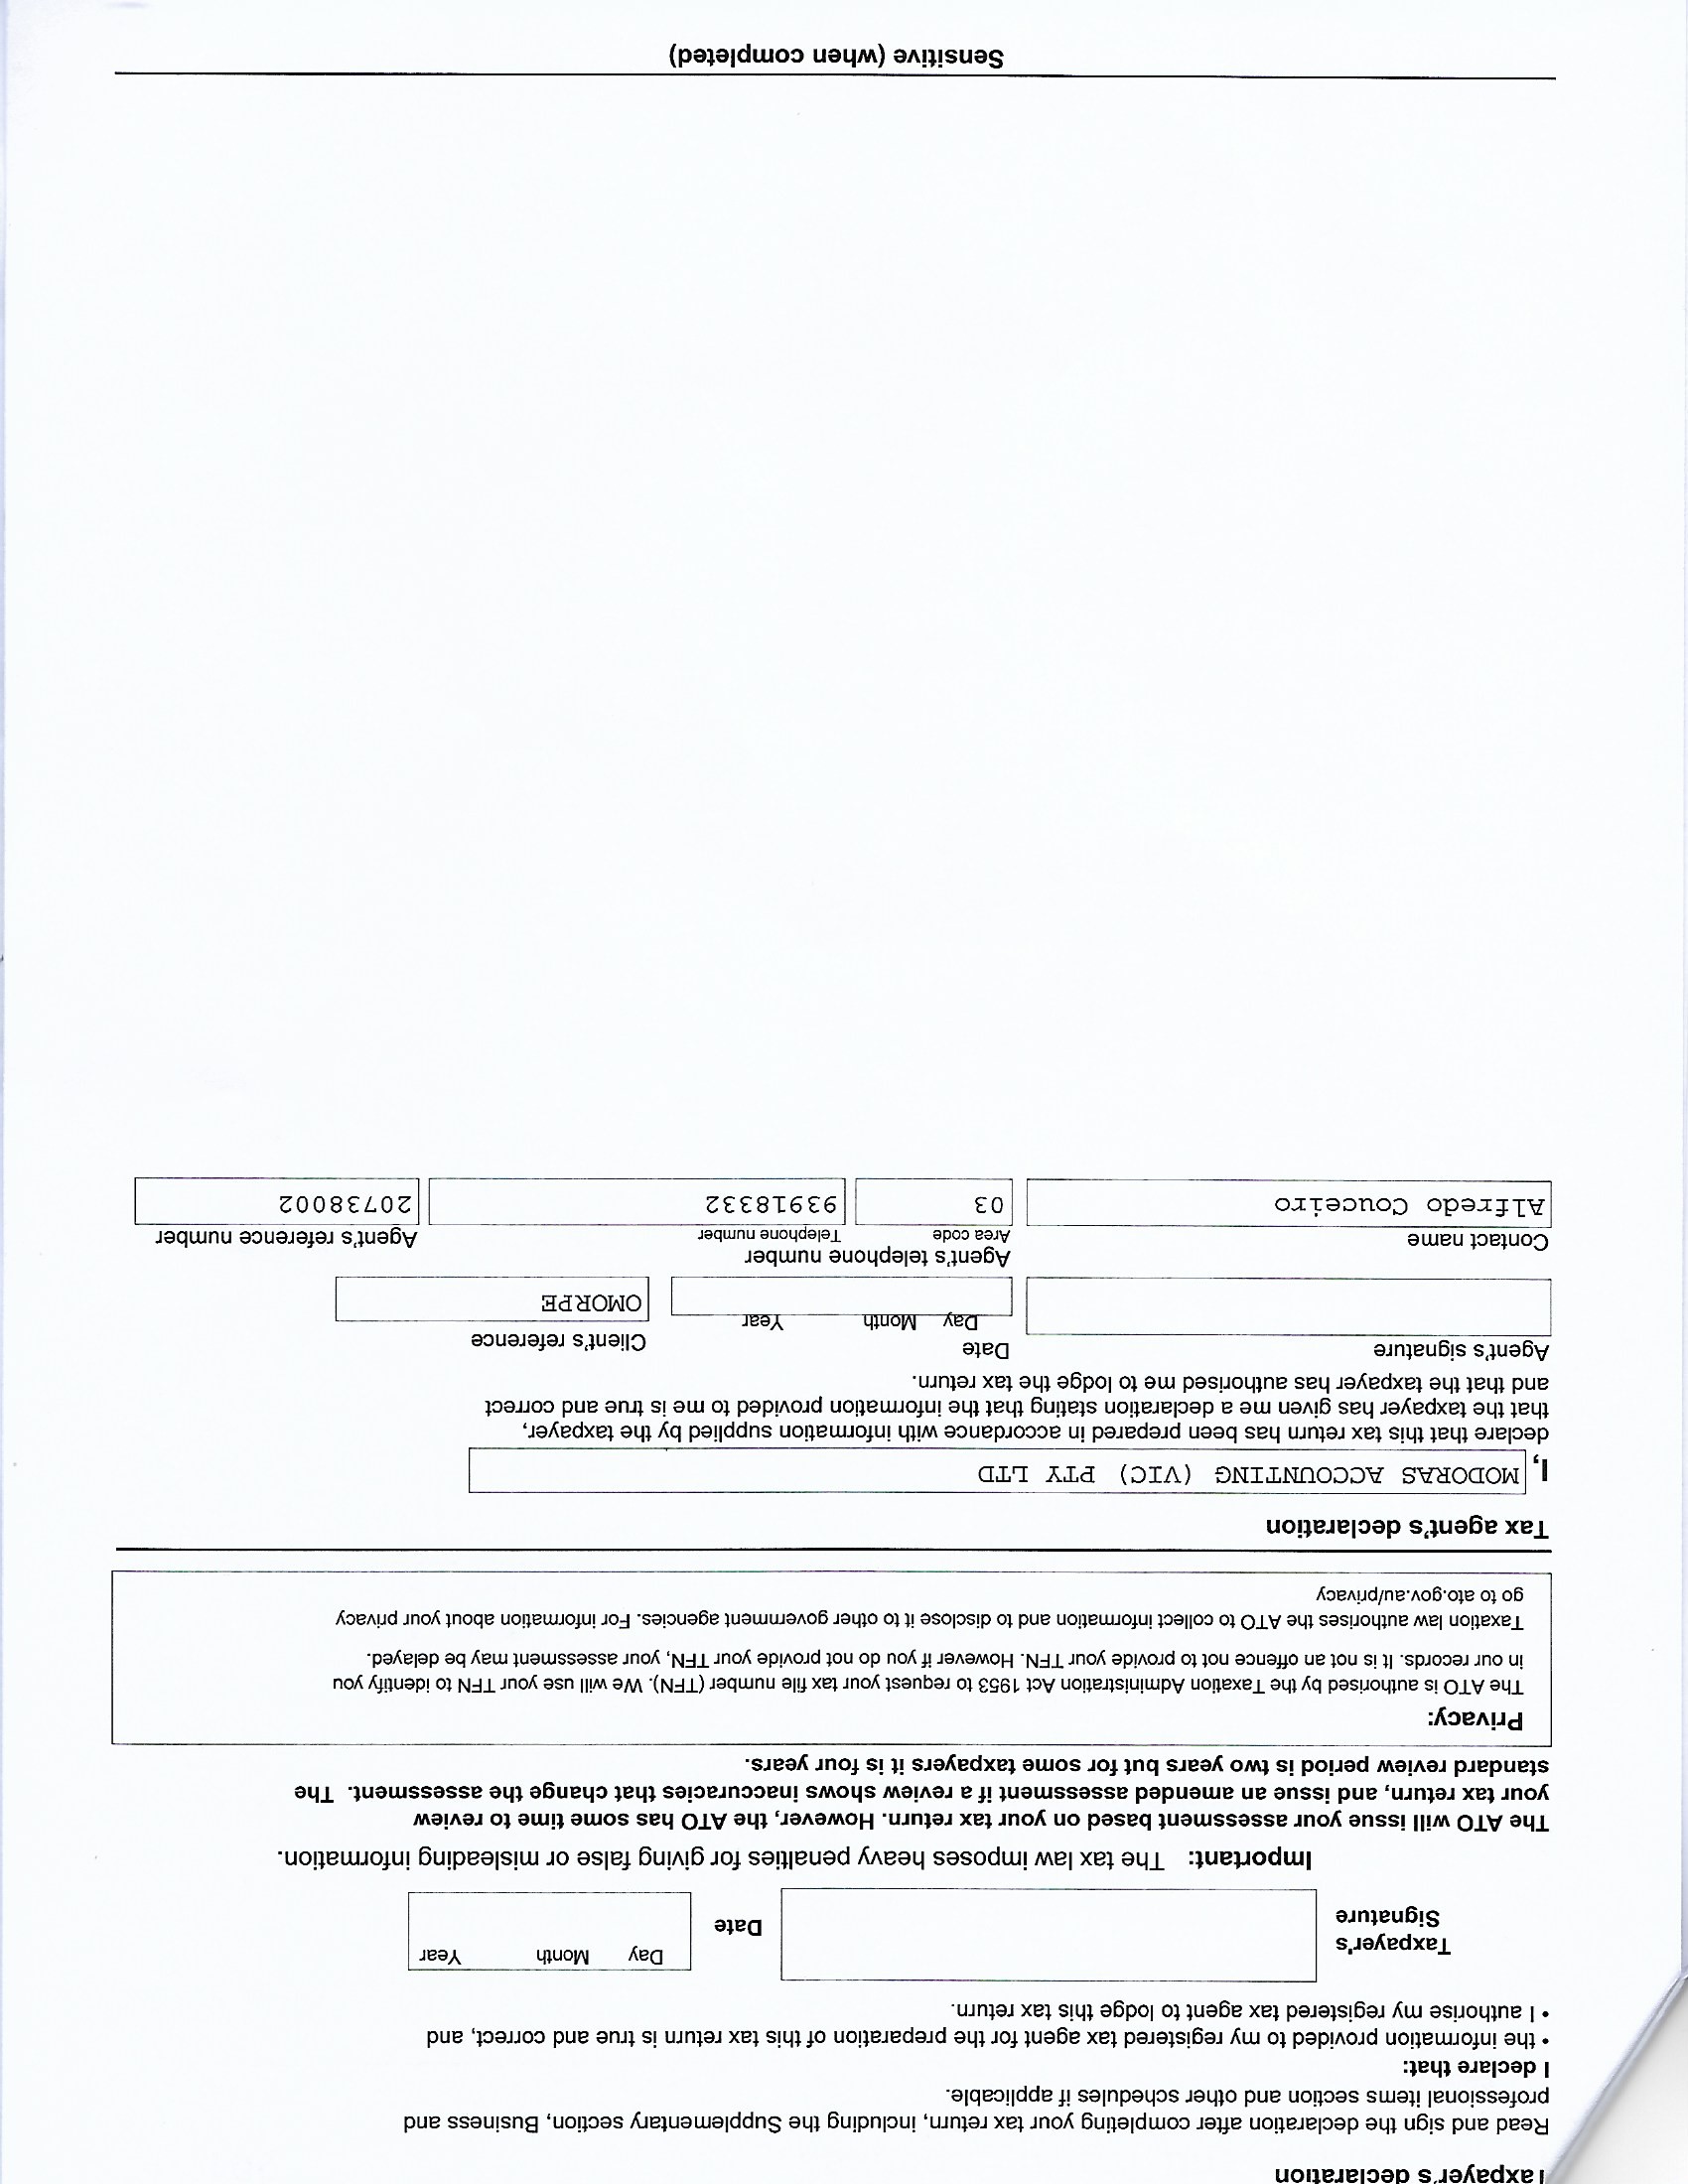 Taxpayer's declaration
Read and sign the declaration after completing your tax return, including the Supplementary section, Business and
professional items section and other schedules if applicable.
I declare that:
• the information provided to my registered tax agent for the preparation of this tax return is true and correct, and
• I authorise my registered tax agent to lodge this tax return.
Taxpayer's
Signature
Date
Day Month Year
Important: The tax law imposes heavy penalties for giving false or misleading information.
The ATO will issue your assessment based on your tax return. However, the ATO has some time to review
your tax return, and issue an amended assessment if a review shows inaccuracies that change the assessment. The
standard review period is two years but for some taxpayers it is four years.
Privacy:
The ATO is authorised by the Taxation Administration Act 1953 to request your tax file number (TFN). We will use your TFN to identify you
in our records. It is not an offence not to provide your TFN. However if you do not provide your TFN, your assessment may be delayed.
Taxation law authorises the ATO to collect information and to disclose it to other government agencies. For information about your privacy
go to ato.gov.au/privacy
Tax agent's declaration
I, MODORAS ACCOUNTING (VIC) PTY LTD
declare that this tax return has been prepared in accordance with information supplied by the taxpayer,
that the taxpayer has given me a declaration stating that the information provided to me is true and correct
and that the taxpayer has authorised me to lodge the tax return.
Agent's signature
Date
Day Month Year
Client's reference
OMORPE
Contact name
Agent's telephone number
Area code Telephone number
Agent's reference number
Alfredo Couceiro
03
93918332
20738002
Sensitive (when completed)